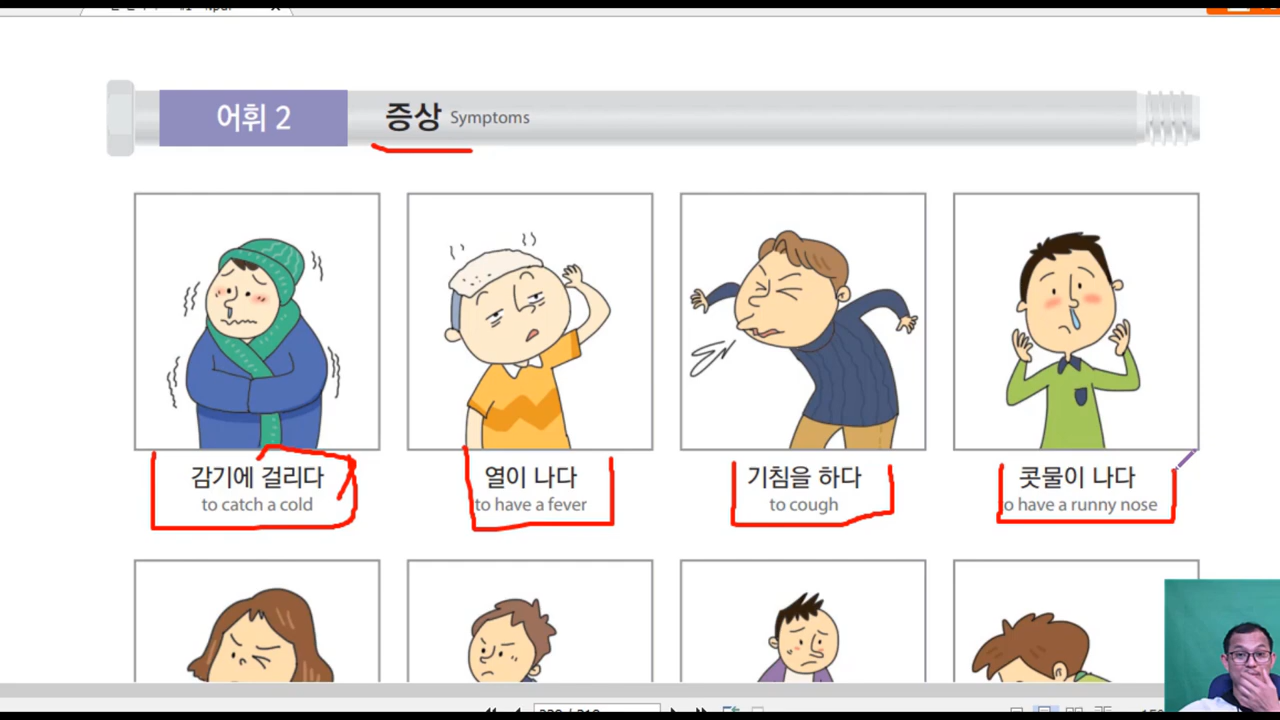 어휘 2
증상 Symptoms
감기에 걸리다
to catch a cold
열이 나다
to have a fever
기침을 하다
to cough
콧물이 나다
o have a runny nose